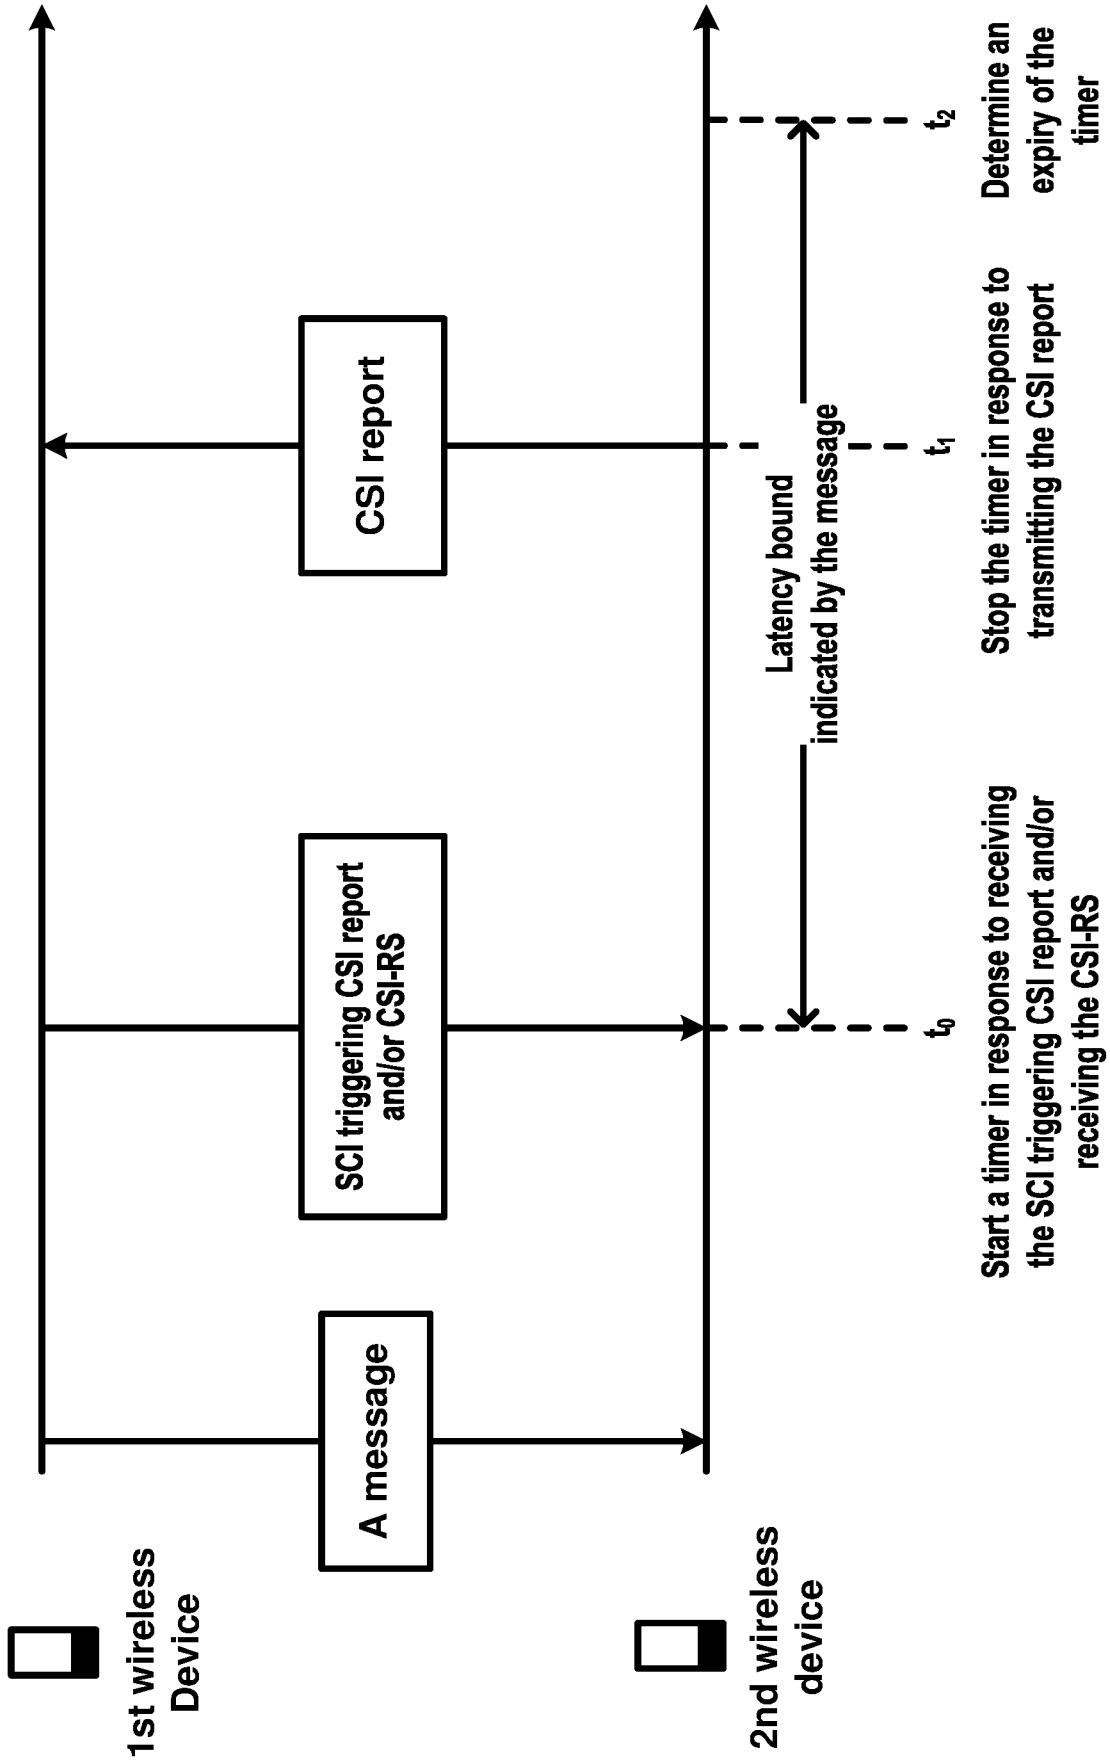 1st wireless
Device
2nd wireless
device
A message
SCI triggering CSI report
and/or CSI-RS
CSI report
Latency bound
indicated by the message
t0
Start a timer in response to receiving
the SCI triggering CSI report and/or
receiving the CSI-RS
t1
Stop the timer in response to
transmitting the CSI report
t2
Determine an
expiry of the
timer